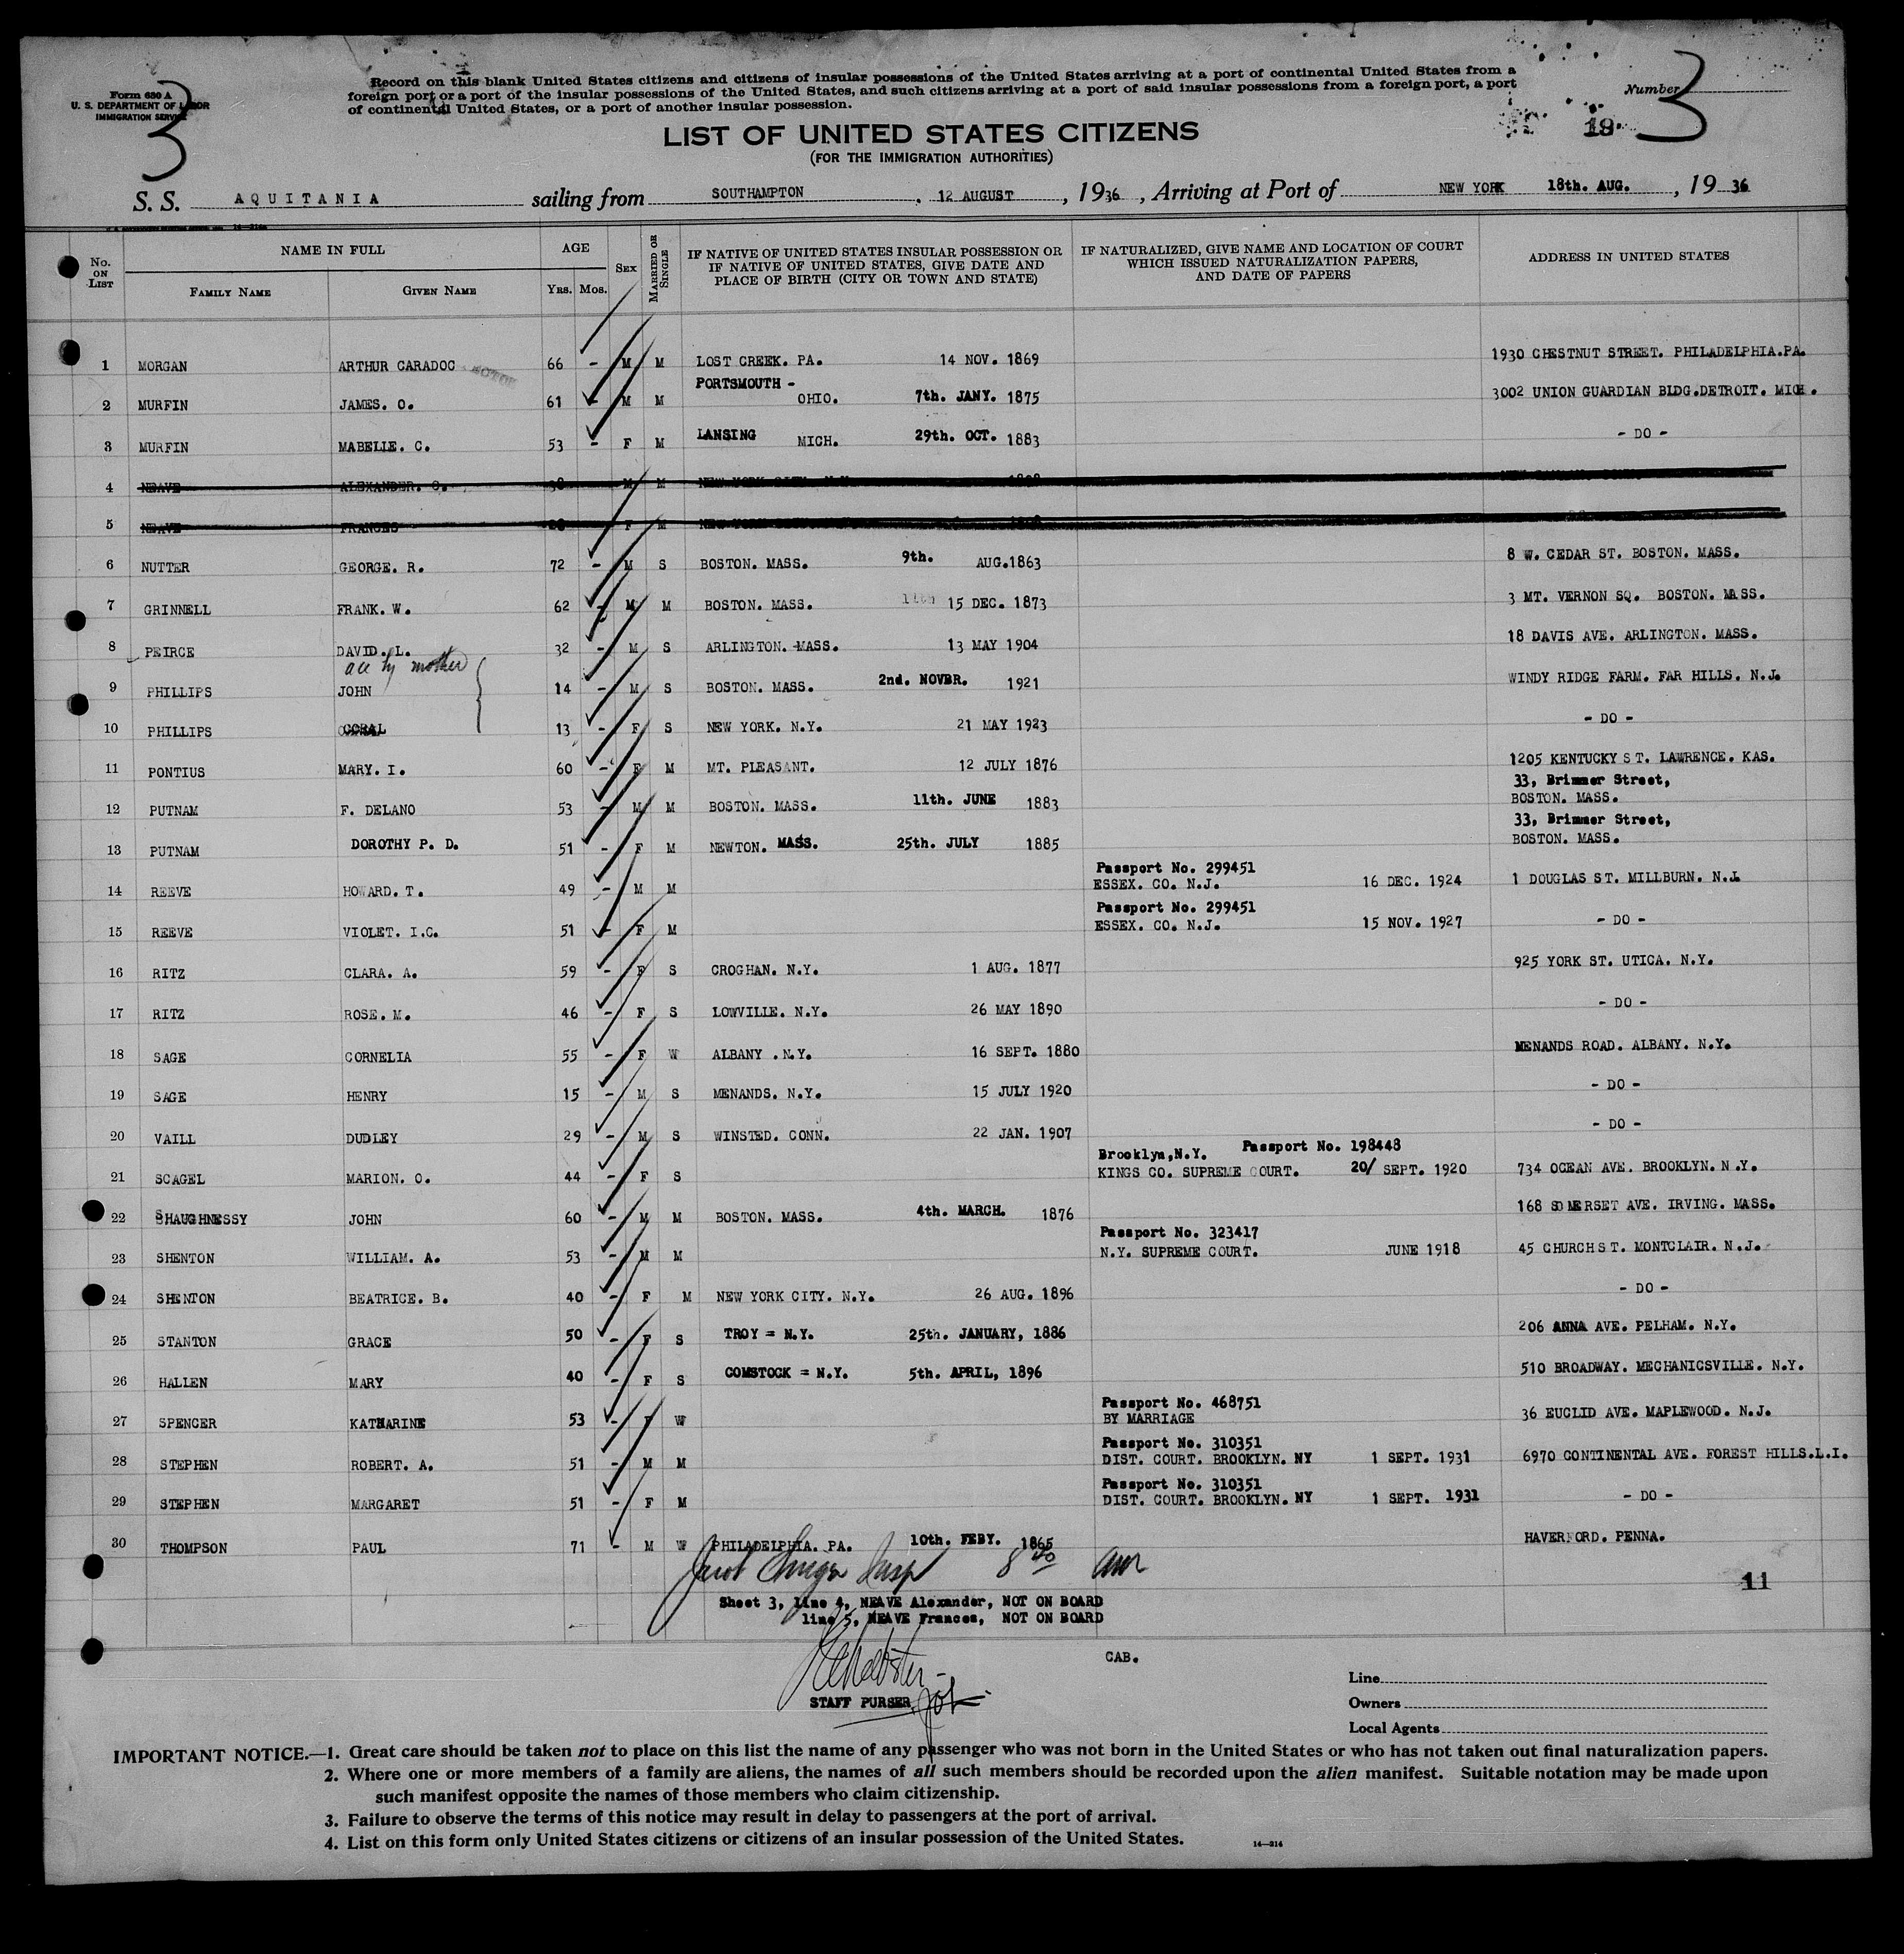 Form 630 A
U. S. DEPARTMENT OF LABOR
IMMIGRATION SERVICE
3
Record on this blank United States citizens and citizens of insular possessions of the United States arriving at a port of continental United States from a
foreign port or a port of the insular possessions of the United States, and such citizens arriving at a port of said insular possessions from a foreign port, a port
of continental United States, or a port of another insular possession.
Number 3
19
LIST OF UNITED STATES CITIZENS
(FOR THE IMMIGRATION AUTHORITIES)
S. S. AQUITANIA sailing from SOUTHAMPTON, 12 AUGUST, 1936, Arriving at Port of NEW YORK 18th. AUG., 19 36
No. ON LIST
NAME IN FULL
FAMILY NAME GIVEN NAME
AGE
YRS. MOS.
SEX
MARRIED OR SINGLE
IF NATIVE OF UNITED STATES INSULAR POSSESSION OR
IF NATIVE OF UNITED STATES, GIVE DATE AND
PLACE OF BIRTH (CITY OR TOWN AND STATE)
IF NATURALIZED, GIVE NAME AND LOCATION OF COURT
WHICH ISSUED NATURALIZATION PAPERS,
AND DATE OF PAPERS
ADDRESS IN UNITED STATES
1 MORGAN ARTHUR CARADOC 66 - M M LOST CREEK. PA. 14 NOV. 1869 1930 CHESTNUT STREET. PHILADELPHIA.PA.
2 MURFIN JAMES. O. 61 - M M PORTSMOUTH - OHIO. 7th. JANY. 1875 3002 UNION GUARDIAN BLDG.DETROIT. MICH.
3 MURFIN MABELLE. C. 53 - F M LANSING MICH. 29th. OCT. 1883 - DO -
4 NEAVE ALEXANDER. M M
5 NEAVE FRANCES F M
6 NUTTER GEORGE. R. 72 - M S BOSTON. MASS. 9th. AUG.1863 8 W. CEDAR ST. BOSTON. MASS.
7 GRINNELL FRANK. W. 62 - M M BOSTON. MASS. 15 DEC. 1873 3 MT. VERNON SQ. BOSTON. MASS.
8 PEIRCE DAVID. L. 32 - M S ARLINGTON. MASS. 13 MAY 1904 18 DAVIS AVE. ARLINGTON. MASS.
acc by mother
9 PHILLIPS JOHN 14 - M S BOSTON. MASS. 2nd. NOVBR. 1921 WINDY RIDGE FARM. FAR HILLS. N.J.
10 PHILLIPS CORAL 13 - F S NEW YORK. N.Y. 21 MAY 1923 - DO -
11 PONTIUS MARY. I. 60 - F M MT. PLEASANT. 12 JULY 1876 1205 KENTUCKY ST. LAWRENCE. KAS.
33, Brimmer Street,
12 PUTNAM F. DELANO 53 - M M BOSTON. MASS. 11th. JUNE 1883 BOSTON. MASS.
33, Brimmer Street,
13 PUTNAM DOROTHY P. D. 51 - F M NEWTON. MASS. 25th. JULY 1885 BOSTON. MASS.
Passport No. 299451
14 REEVE HOWARD. T. 49 - M M ESSEX. CO. N.J. 16 DEC. 1924 1 DOUGLAS ST. MILLBURN. N.J.
Passport No. 299451
15 REEVE VIOLET. I.C. 51 - F M ESSEX. CO. N.J. 15 NOV. 1927 - DO -
16 RITZ CLARA. A. 59 - F S CROGHAN. N.Y. 1 AUG. 1877 925 YORK ST. UTICA. N.Y.
17 RITZ ROSE. M. 46 - F S LOWVILLE. N.Y. 26 MAY 1890 - DO -
18 SAGE CORNELIA 55 - F W ALBANY .N.Y. 16 SEPT. 1880 MENANDS ROAD. ALBANY. N.Y.
19 SAGE HENRY 15 - M S MENANDS. N.Y. 15 JULY 1920 - DO -
20 VAILL DUDLEY 29 - M S WINSTED. CONN. 22 JAN. 1907 - DO -
Brooklyn,N.Y. Passport No. 198448
21 SCAGEL MARION. O. 44 - F S KINGS CO. SUPREME COURT. 20/ SEPT. 1920 734 OCEAN AVE. BROOKLYN. N.Y.
22 SHAUGHNESSY JOHN 60 - M M BOSTON. MASS. 4th. MARCH. 1876 168 SOMERSET AVE. IRVING. MASS.
Passport No. 323417
23 SHENTON WILLIAM. A. 53 - M M N.Y. SUPREME COURT. JUNE 1918 45 CHURCH ST. MONTCLAIR. N.J.
24 SHENTON BEATRICE. B. 40 - F M NEW YORK CITY. N.Y. 26 AUG. 1896 - DO -
25 STANTON GRACE 50 - F S TROY = N.Y. 25th. JANUARY, 1886 206 ANNA AVE. PELHAM. N.Y.
26 HALLEN MARY 40 - F S COMSTOCK = N.Y. 5th. APRIL, 1896 510 BROADWAY. MECHANICSVILLE. N.Y.
Passport No. 468751
27 SPENCER KATHARINE 53 - F W BY MARRIAGE 36 EUCLID AVE. MAPLEWOOD. N.J.
Passport No. 310351
28 STEPHEN ROBERT. A. 51 - M M DIST. COURT. BROOKLYN. NY 1 SEPT. 1931 6970 CONTINENTAL AVE. FOREST HILLS.L.I.
Passport No. 310351
29 STEPHEN MARGARET 51 - F M DIST. COURT. BROOKLYN. NY 1 SEPT. 1931 - DO -
30 THOMPSON PAUL 71 - M W PHILADELPHIA. PA. 10th. FEBY. 1865 HAVERFORD. PENNA.
11
Sheet 3, line 4, NEAVE Alexander, NOT ON BOARD
line 5, NEAVE Frances, NOT ON BOARD
CAB.
STAFF PURSER
Line
Owners
Local Agents
IMPORTANT NOTICE.—1. Great care should be taken not to place on this list the name of any passenger who was not born in the United States or who has not taken out final naturalization papers.
2. Where one or more members of a family are aliens, the names of all such members should be recorded upon the alien manifest. Suitable notation may be made upon
such manifest opposite the names of those members who claim citizenship.
3. Failure to observe the terms of this notice may result in delay to passengers at the port of arrival.
4. List on this form only United States citizens or citizens of an insular possession of the United States.
14—214